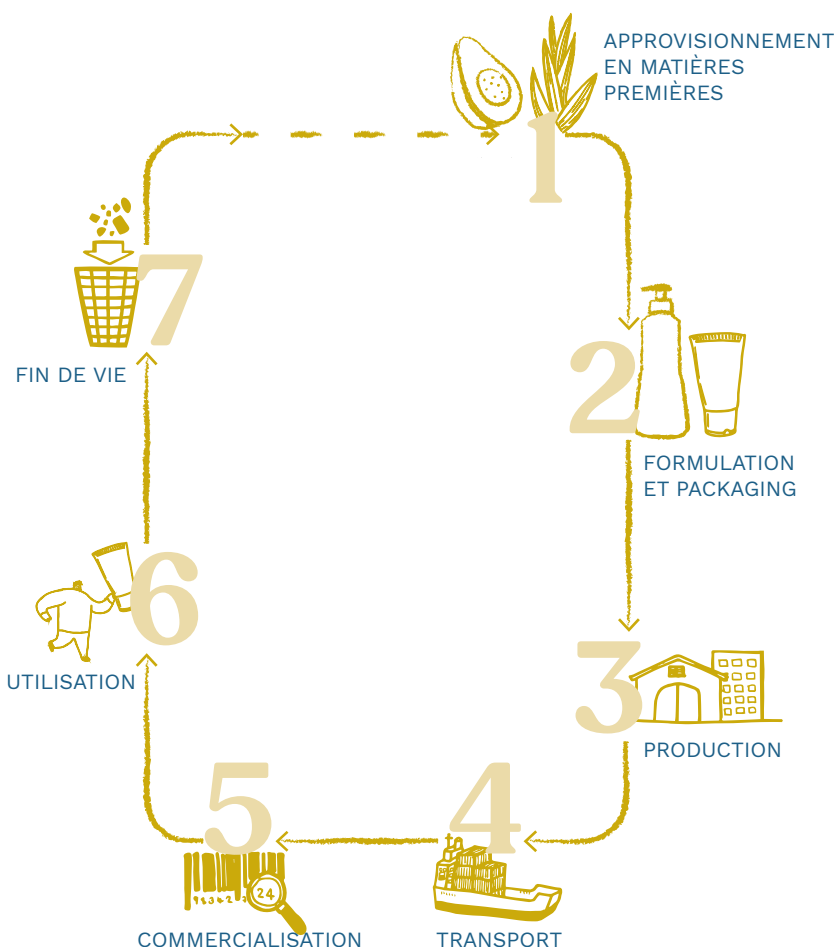 1
APPROVISIONNEMENT
EN MATIÈRES
PREMIÈRES
2
FORMULATION
ET PACKAGING
3
PRODUCTION
4
TRANSPORT
5
24
COMMERCIALISATION
6
UTILISATION
7
FIN DE VIE